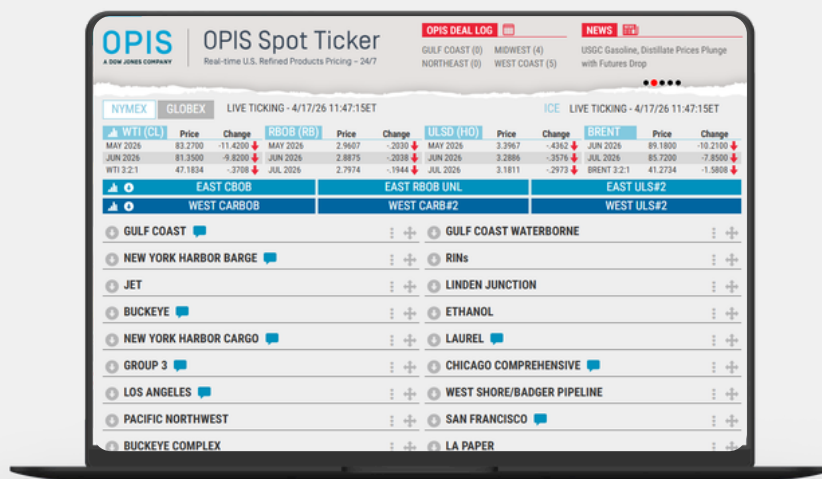 OPIS
A DOW JONES COMPANY
OPIS Spot Ticker
Real-time U.S. Refined Products Pricing – 24/7
OPIS DEAL LOG
GULF COAST (0) MIDWEST (4)
NORTHEAST (0) WEST COAST (5)
NEWS
USGC Gasoline, Distillate Prices Plunge
with Futures Drop
NYMEX GLOBEX LIVE TICKING - 4/17/26 11:47:15ET ICE LIVE TICKING - 4/17/26 11:47:15ET
WTI (CL) Price Change RBOB (RB) Price Change ULSD (HO) Price Change BRENT Price Change
MAY 2026 83.2700 -11.4200 MAY 2026 2.9607 -.2030 MAY 2026 3.3967 -.4362 JUN 2026 89.1800 -10.2100
JUN 2026 81.3500 -9.8200 JUN 2026 2.8875 -.2038 JUN 2026 3.2886 -.3576 JUL 2026 85.7200 -7.8500
WTI 3:2:1 47.1834 -.3708 JUL 2026 2.7974 -.1944 JUL 2026 3.1811 -.2973 BRENT 3:2:1 41.2734 -1.5808
EAST CBOB EAST RBOB UNL EAST ULS#2
WEST CARBOB WEST CARB#2 WEST ULS#2
GULF COAST GULF COAST WATERBORNE
NEW YORK HARBOR BARGE RINs
JET LINDEN JUNCTION
BUCKEYE ETHANOL
NEW YORK HARBOR CARGO LAUREL
GROUP 3 CHICAGO COMPREHENSIVE
LOS ANGELES WEST SHORE/BADGER PIPELINE
PACIFIC NORTHWEST SAN FRANCISCO
BUCKEYE COMPLEX LA PAPER